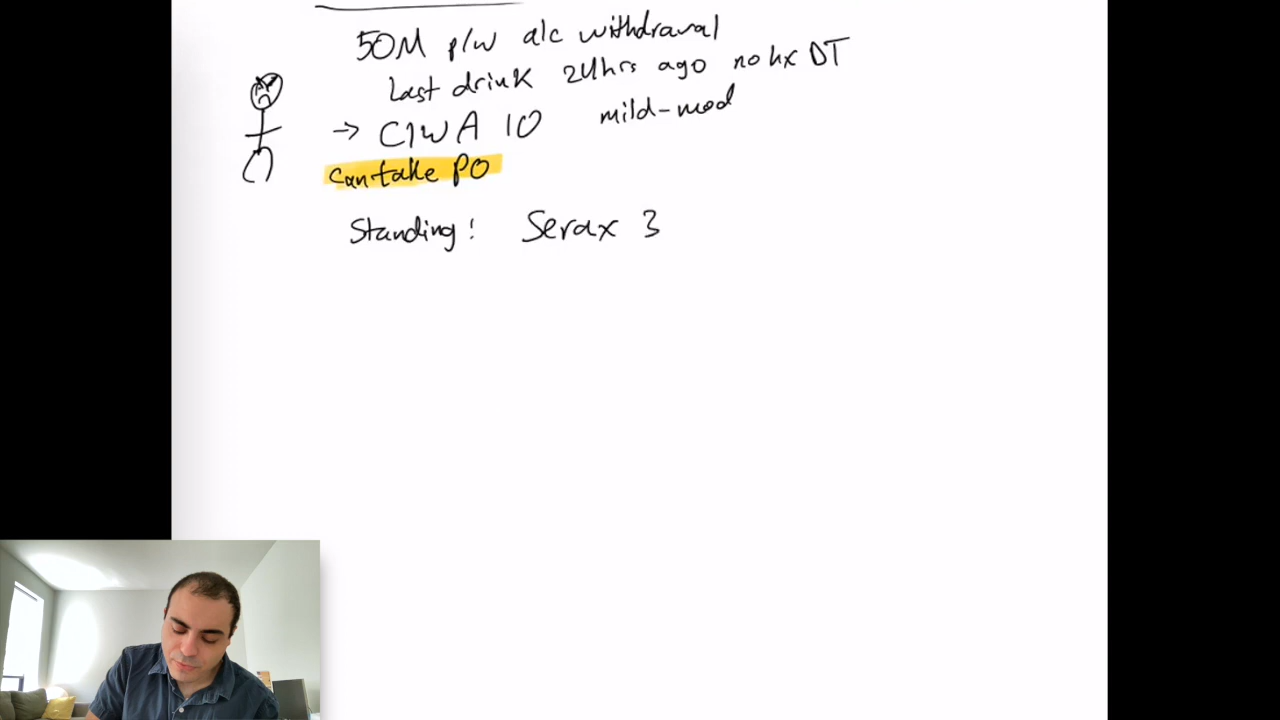 50M p/w a/c withdrawal
Last drink 24hrs ago no hx DT
→ CIWA 10 mild-mod
Can take PO
Standing: Serax 3